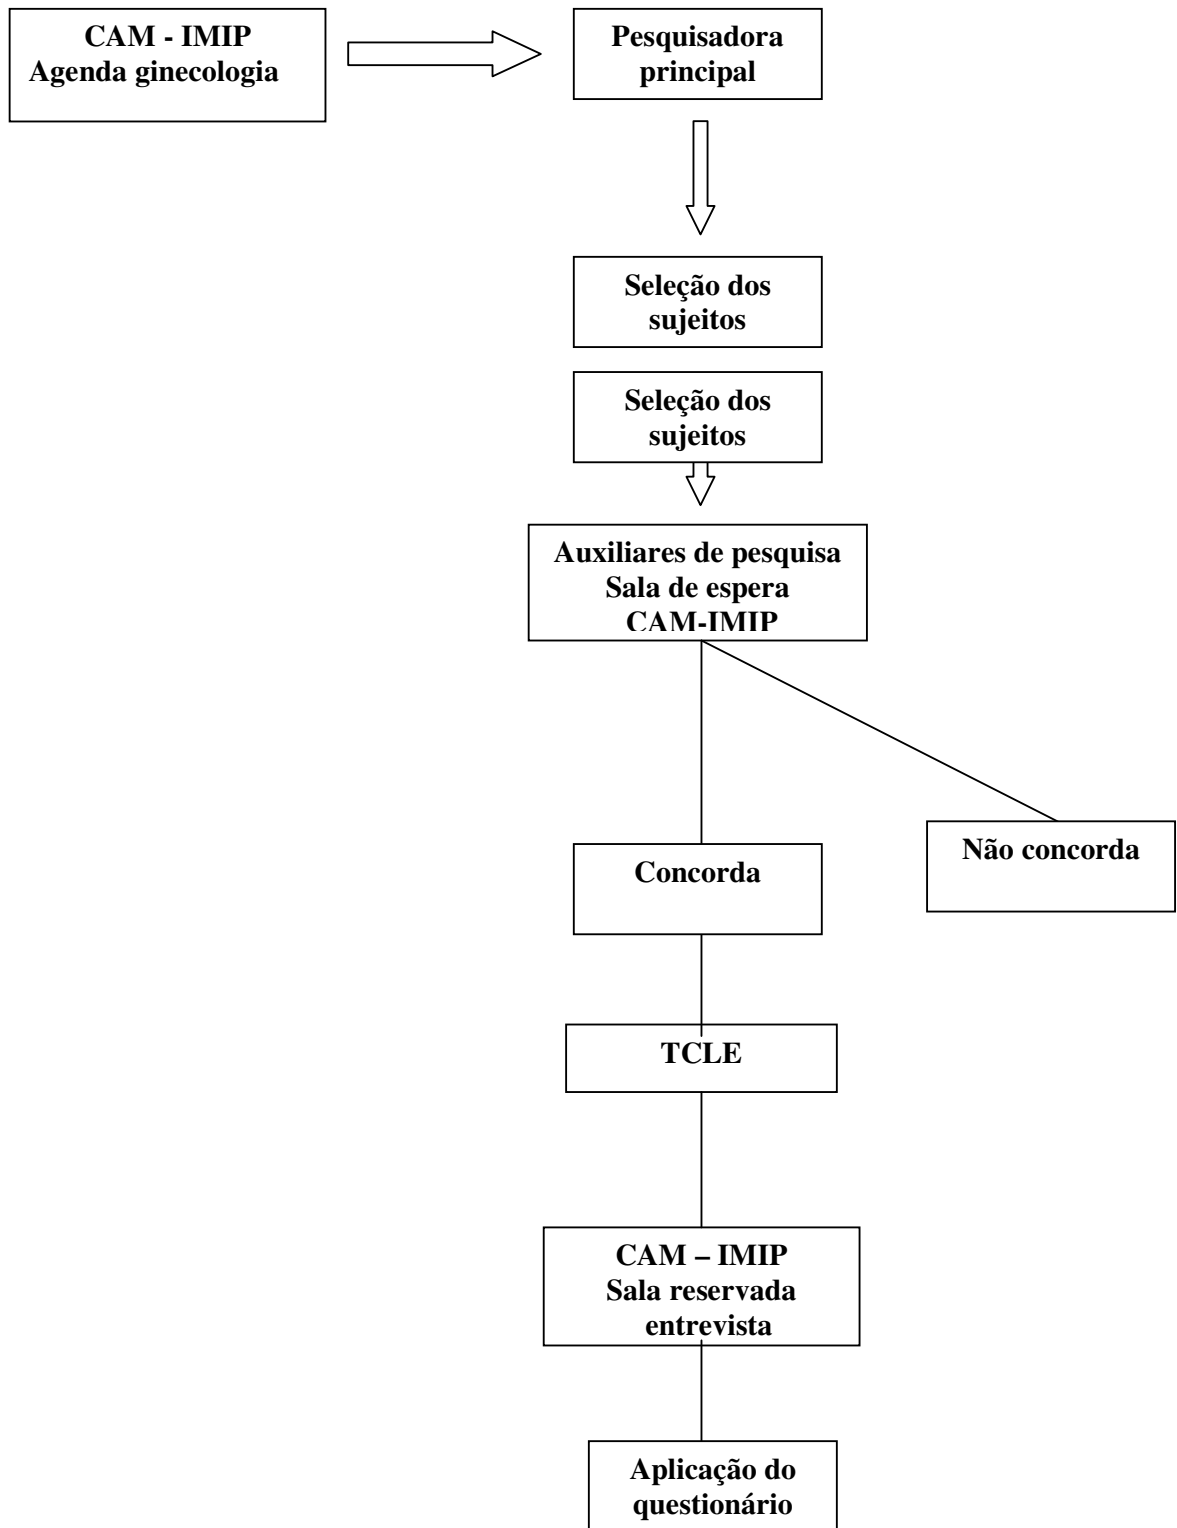 CAM - IMIP
Agenda ginecologia
Pesquisadora
principal
Seleção dos
sujeitos
Seleção dos
sujeitos
Auxiliares de pesquisa
Sala de espera
CAM-IMIP
Não concorda
Concorda
TCLE
CAM – IMIP
Sala reservada
entrevista
Aplicação do
questionário